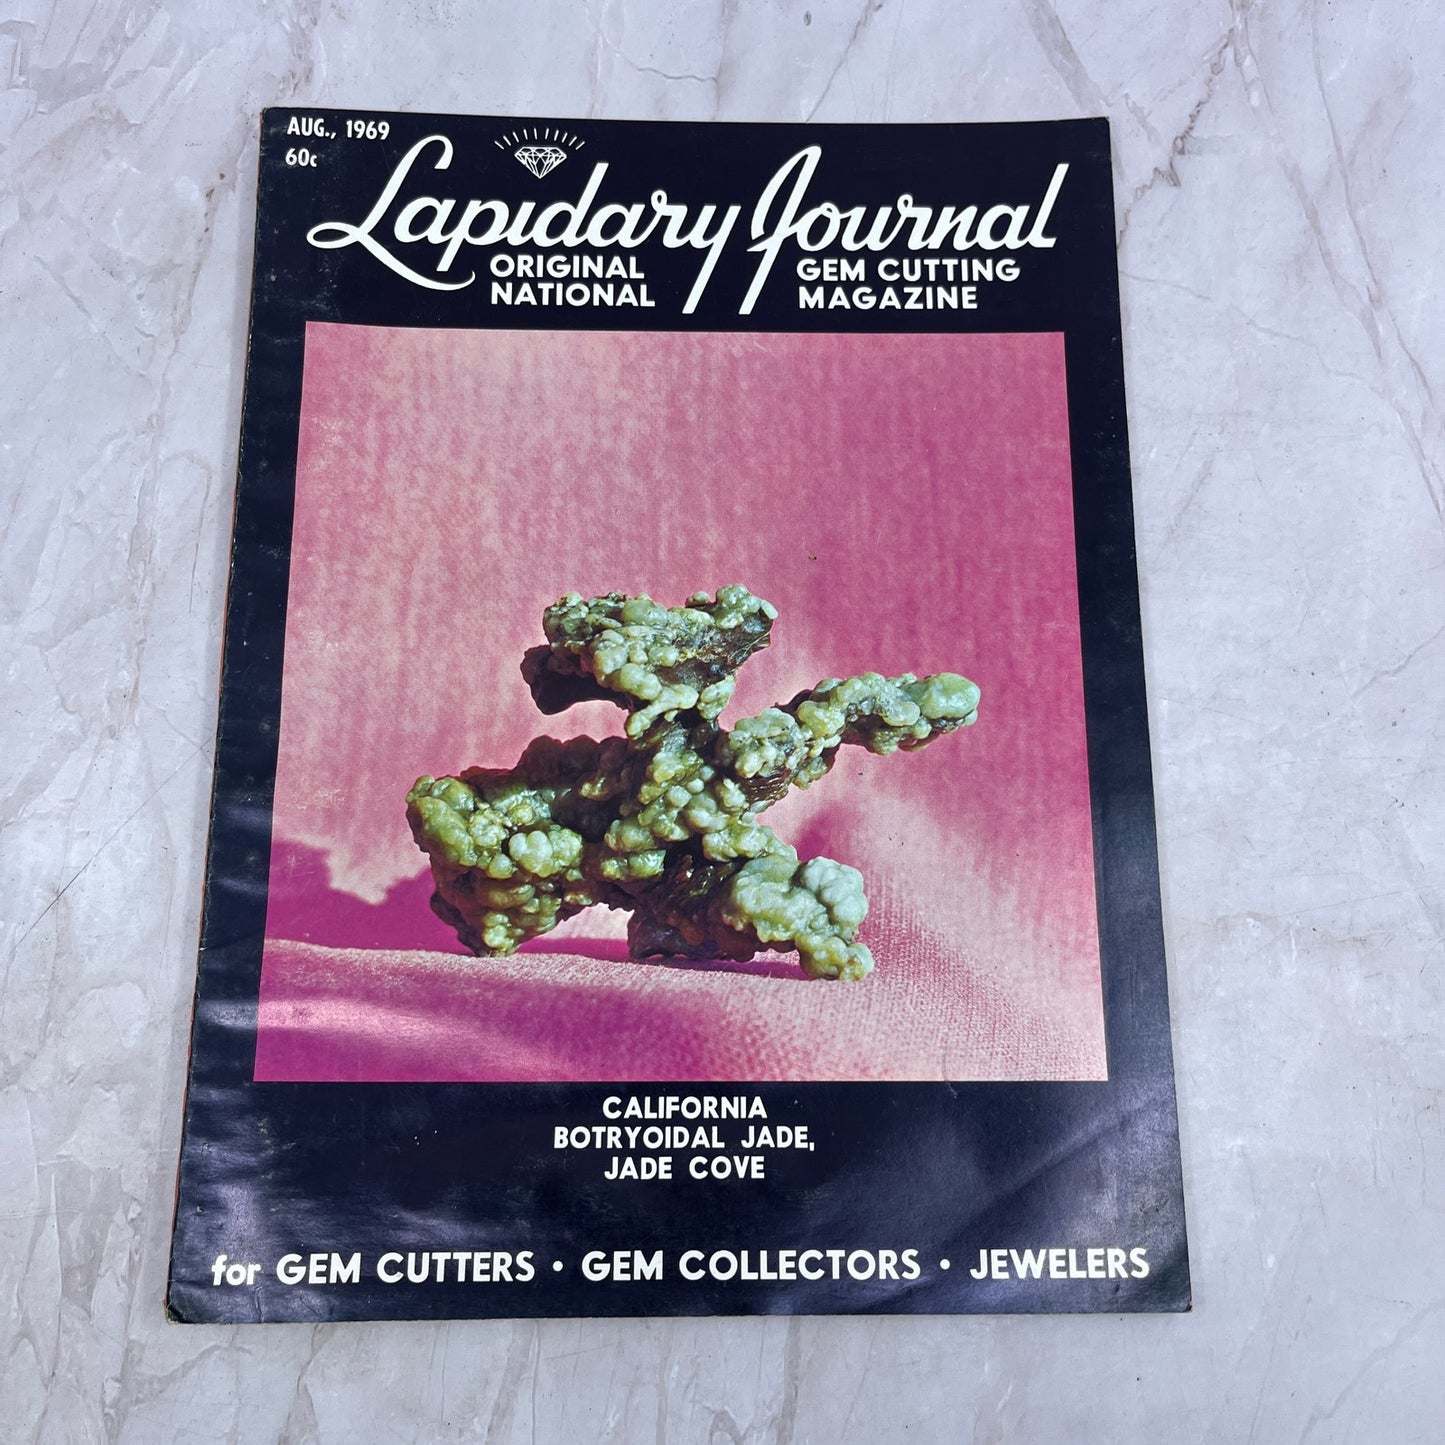 AUG., 1969
60c
Lapidary Journal
ORIGINAL NATIONAL
GEM CUTTING MAGAZINE
CALIFORNIA
BOTRYOIDAL JADE,
JADE COVE
for GEM CUTTERS • GEM COLLECTORS • JEWELERS